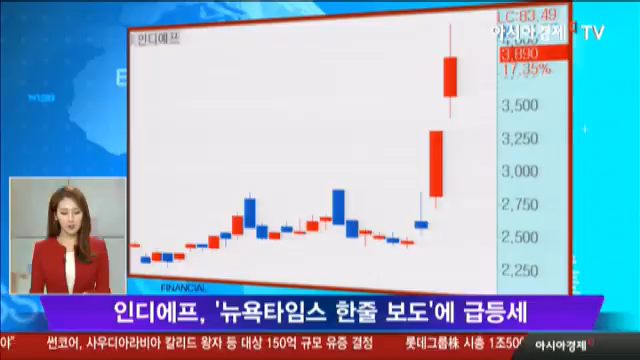 LC:83.49
인디에프
아시아경제 TV
4,000
3,890
17.35%
3,500
3,250
3,000
2,750
2,500
2,250
FINANCIAL
인디에프, '뉴욕타임스 한줄 보도'에 급등세
썬코어, 사우디아라비아 칼리드 왕자 등 대상 150억 규모 유증 결정
롯데그룹株 시총 1조500
아시아경제